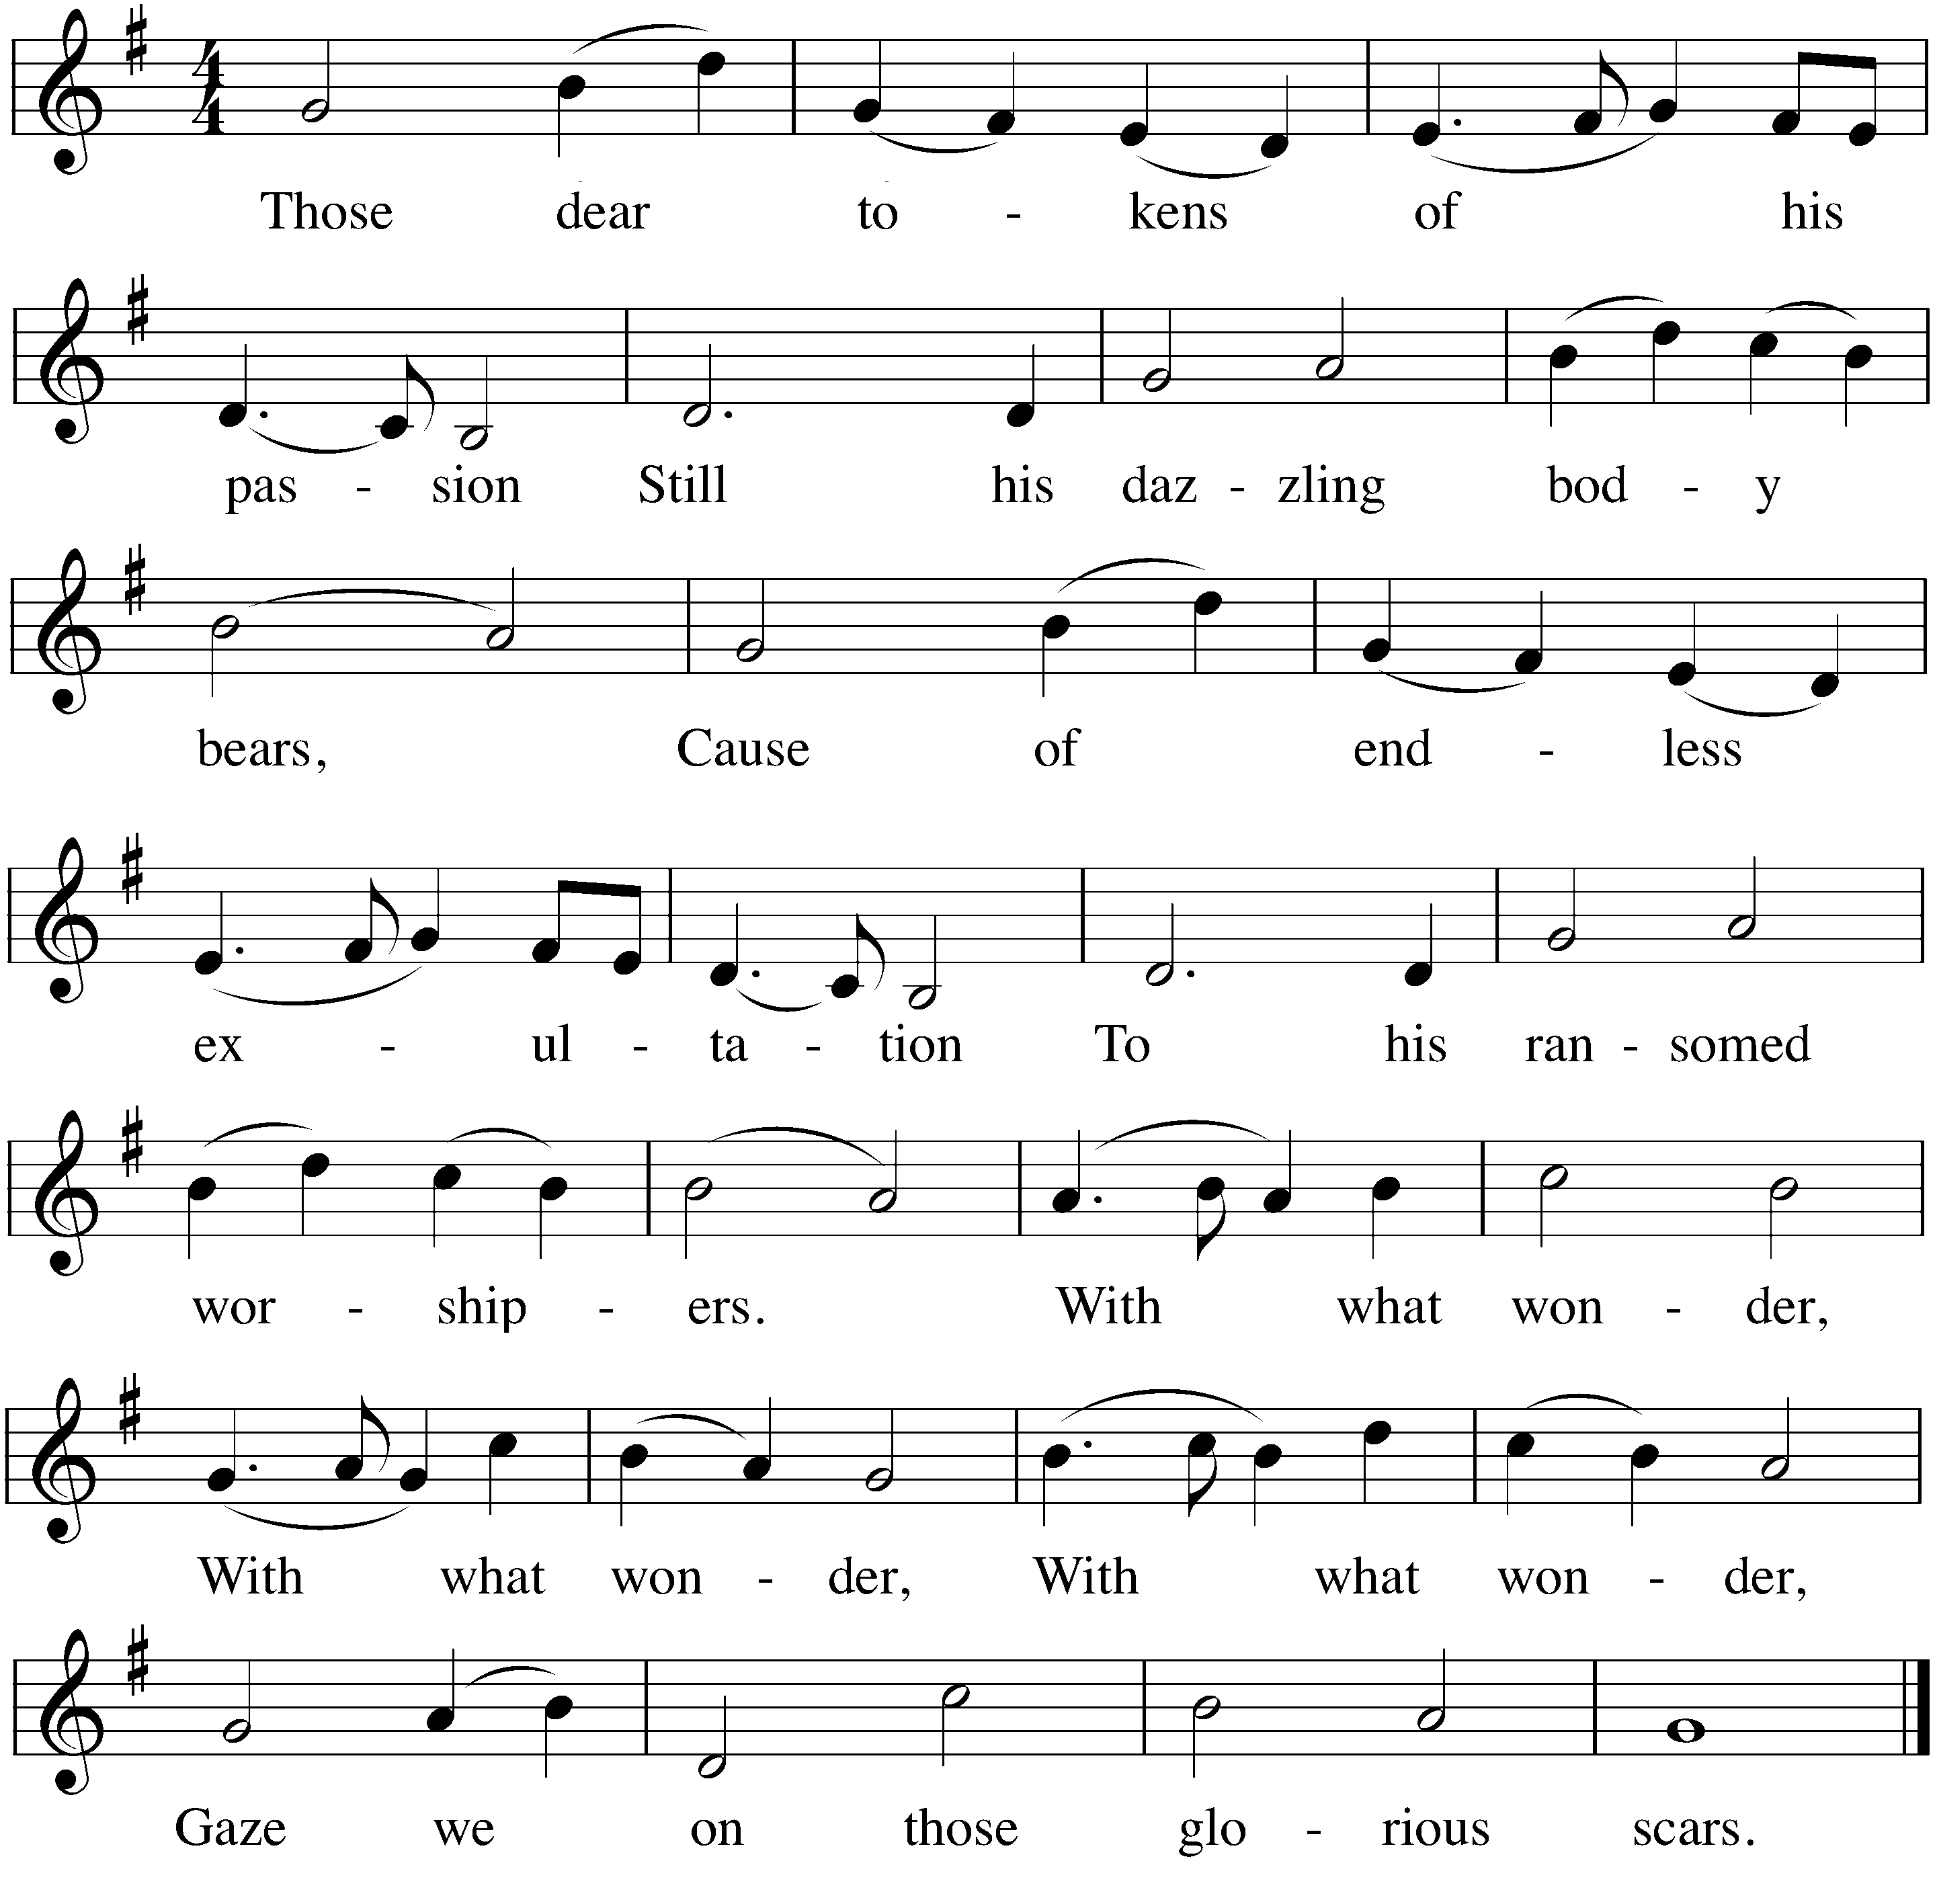 4
4
Those dear to - kens of his
pas - sion Still his daz - zling bod - y
bears, Cause of end - less
ex - ul - ta - tion To his ran - somed
wor - ship - ers. With what won - der,
With what won - der, With what won - der,
Gaze we on those glo - rious scars.